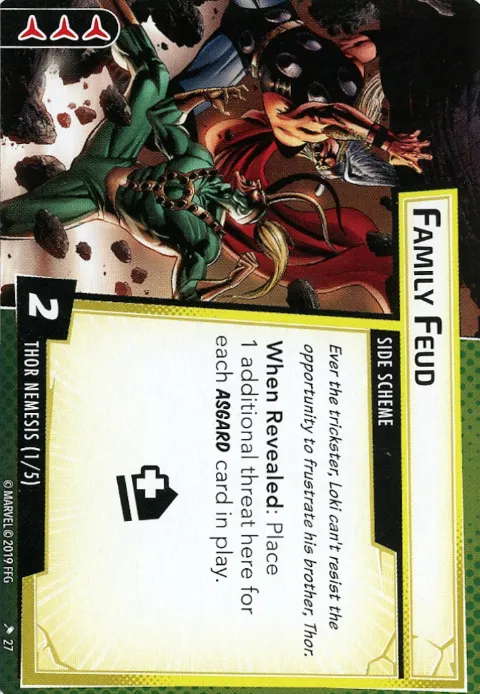 FAMILY FEUD
SIDE SCHEME
Ever the trickster, Loki can't resist the
opportunity to frustrate his brother, Thor.
When Revealed: Place
1 additional threat here for
each ASGARD card in play.
2
THOR NEMESIS (1/5)
© MARVEL © 2019 FFG
27